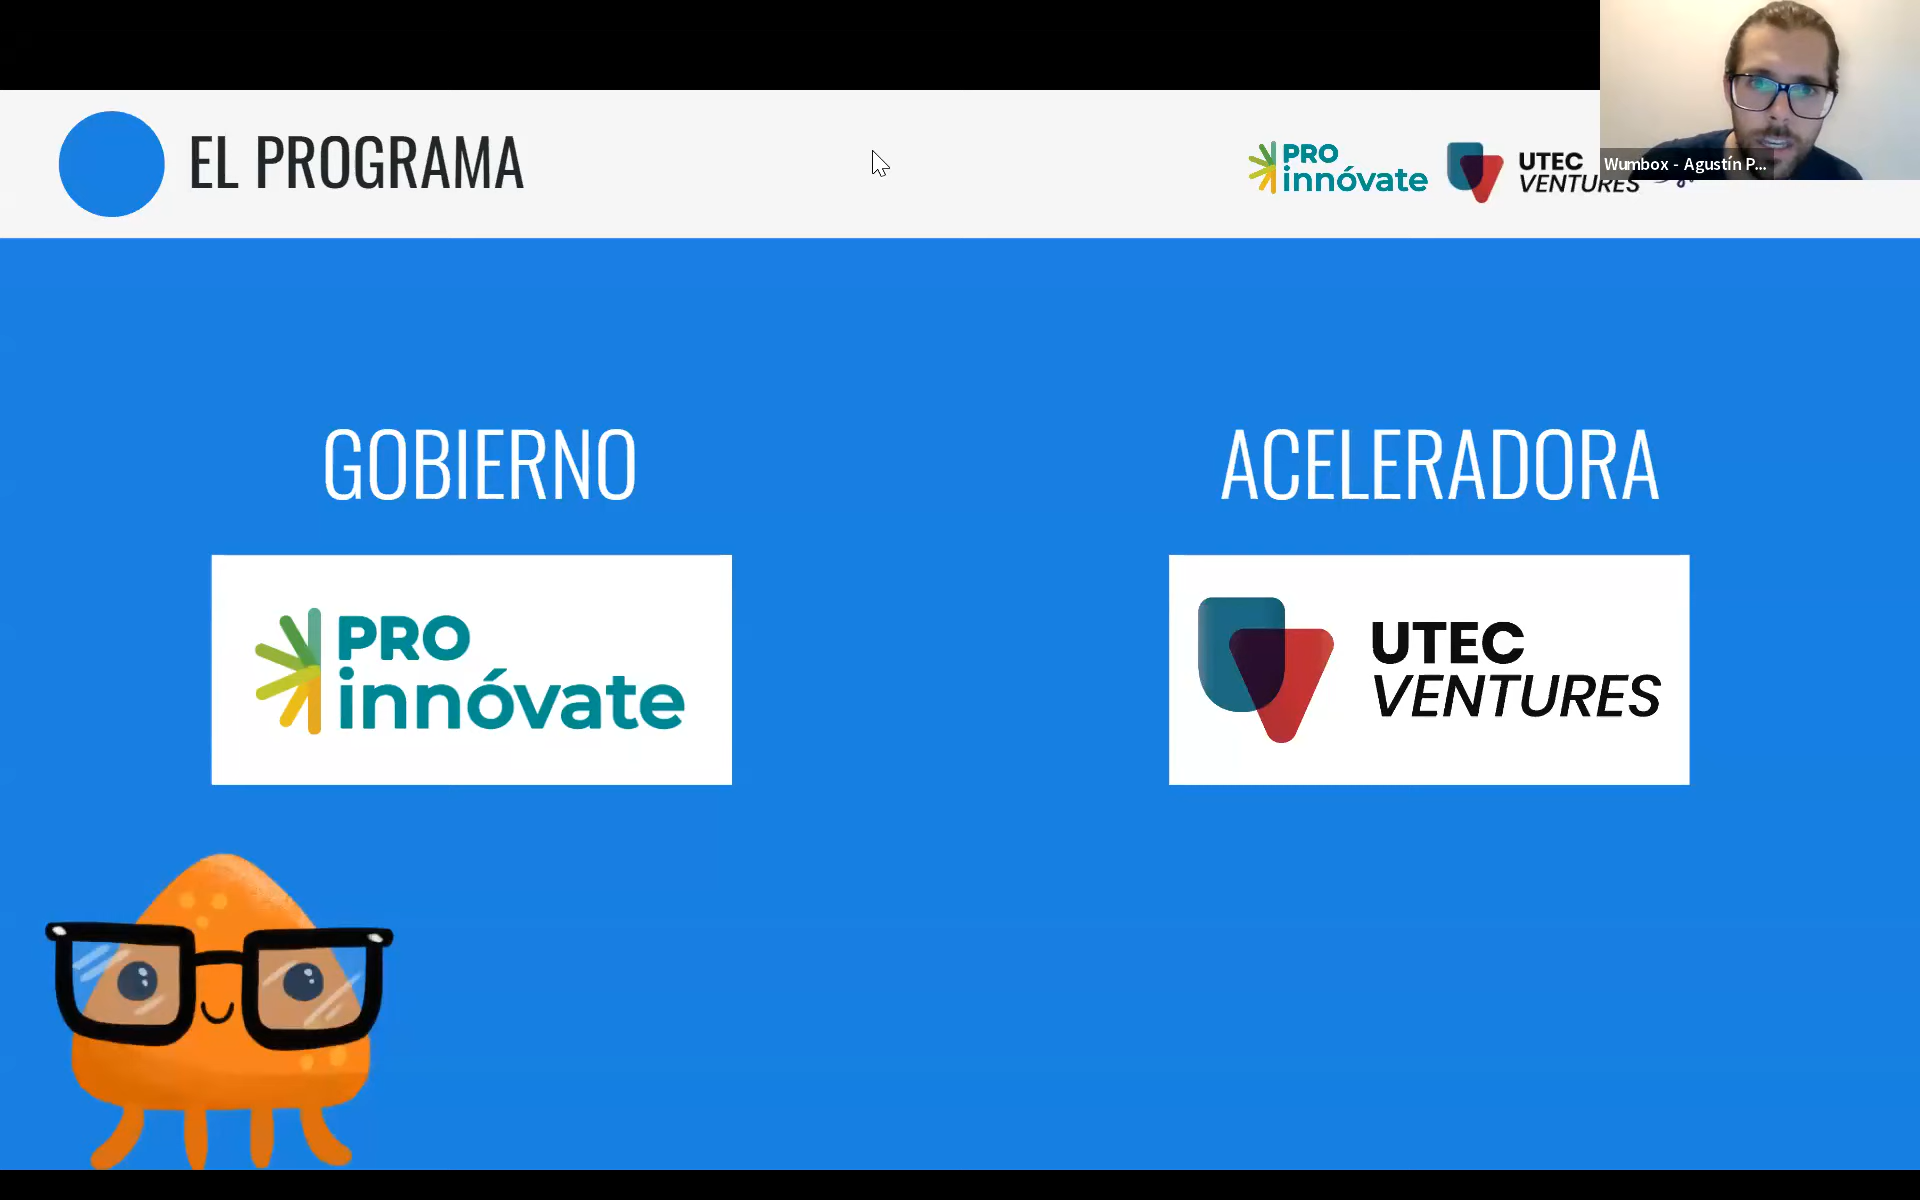 EL PROGRAMA
PRO
innóvate
UTEC
VENTURES
Wumbox - Agustín P...
GOBIERNO
ACELERADORA
PRO
innóvate
UTEC
VENTURES